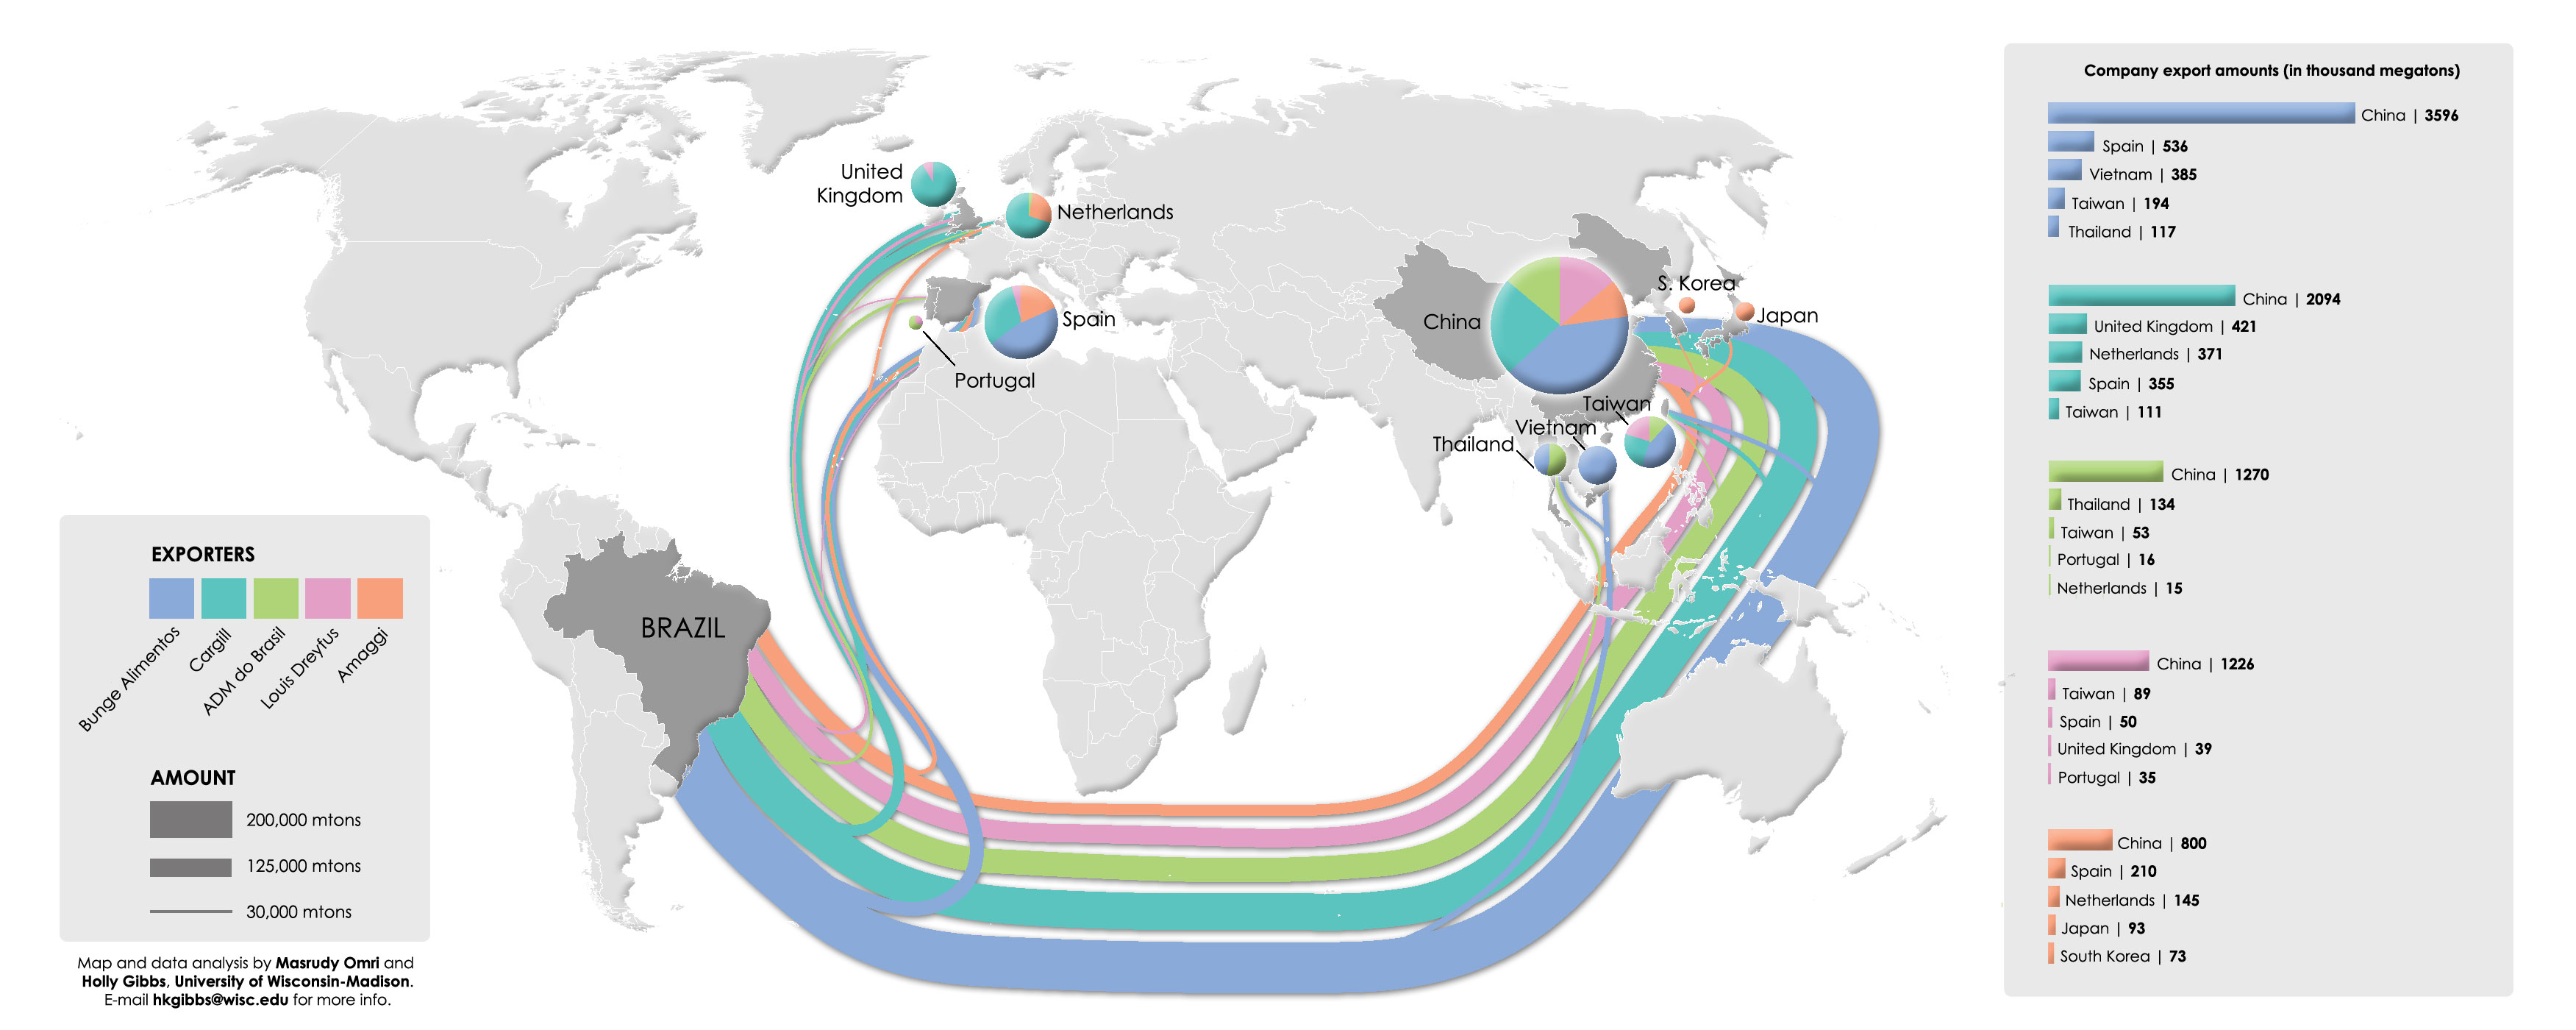 Company export amounts (in thousand megatons)
China | 3596
Spain | 536
Vietnam | 385
Taiwan | 194
Thailand | 117
China | 2094
United Kingdom | 421
Netherlands | 371
Spain | 355
Taiwan | 111
China | 1270
Thailand | 134
Taiwan | 53
Portugal | 16
Netherlands | 15
China | 1226
Taiwan | 89
Spain | 50
United Kingdom | 39
Portugal | 35
China | 800
Spain | 210
Netherlands | 145
Japan | 93
South Korea | 73
United
Kingdom
Netherlands
Spain
Portugal
China
S. Korea
Japan
Taiwan
Vietnam
Thailand
BRAZIL
EXPORTERS
Bunge Alimentos
Cargill
ADM do Brasil
Louis Dreyfus
Amaggi
AMOUNT
200,000 mtons
125,000 mtons
30,000 mtons
Map and data analysis by Masrudy Omri and
Holly Gibbs, University of Wisconsin-Madison.
E-mail hkgibbs@wisc.edu for more info.